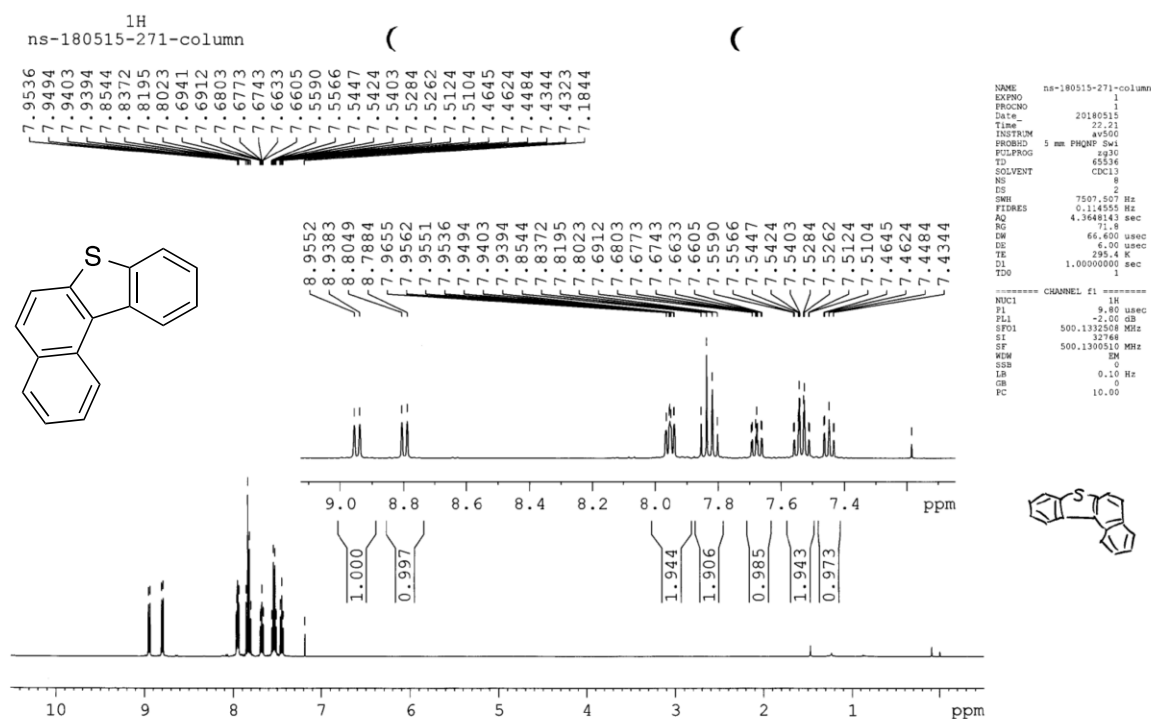 1H
ns-180515-271-column
7.9536
7.9494
7.9403
7.9394
7.8544
7.8372
7.8195
7.8023
7.6941
7.6912
7.6803
7.6773
7.6743
7.6633
7.6605
7.5590
7.5566
7.5447
7.5424
7.5403
7.5284
7.5262
7.5124
7.5104
7.4645
7.4624
7.4484
7.4344
7.4323
7.1844
NAME ns-180515-271-column
EXPNO 1
PROCNO 1
Date_ 20180515
Time 22.21
INSTRUM av500
PROBHD 5 mm PHQNP Swi
PULPROG zg30
TD 65536
SOLVENT CDCl3
NS 8
DS 2
SWH 7507.507 Hz
FIDRES 0.114555 Hz
AQ 4.3648143 sec
RG 71.8
DW 66.600 usec
DE 6.00 usec
TE 295.4 K
D1 1.00000000 sec
TD0 1
======== CHANNEL f1 ========
NUC1 1H
P1 9.80 usec
PL1 -2.00 dB
SFO1 500.1332508 MHz
SI 32768
SF 500.1300510 MHz
WDW EM
SSB 0
LB 0.10 Hz
GB 0
PC 10.00
8.9552
8.9383
8.8049
8.7884
7.9655
7.9562
7.9551
7.9536
7.9494
7.9403
7.9394
7.8544
7.8372
7.8195
7.8023
7.6912
7.6803
7.6773
7.6743
7.6633
7.6605
7.5590
7.5566
7.5447
7.5424
7.5403
7.5284
7.5262
7.5124
7.5104
7.4645
7.4624
7.4484
7.4344
S
9.0 8.8 8.6 8.4 8.2 8.0 7.8 7.6 7.4 ppm
S
1.000
0.997
1.944
1.906
0.985
1.943
0.973
10 9 8 7 6 5 4 3 2 1 ppm